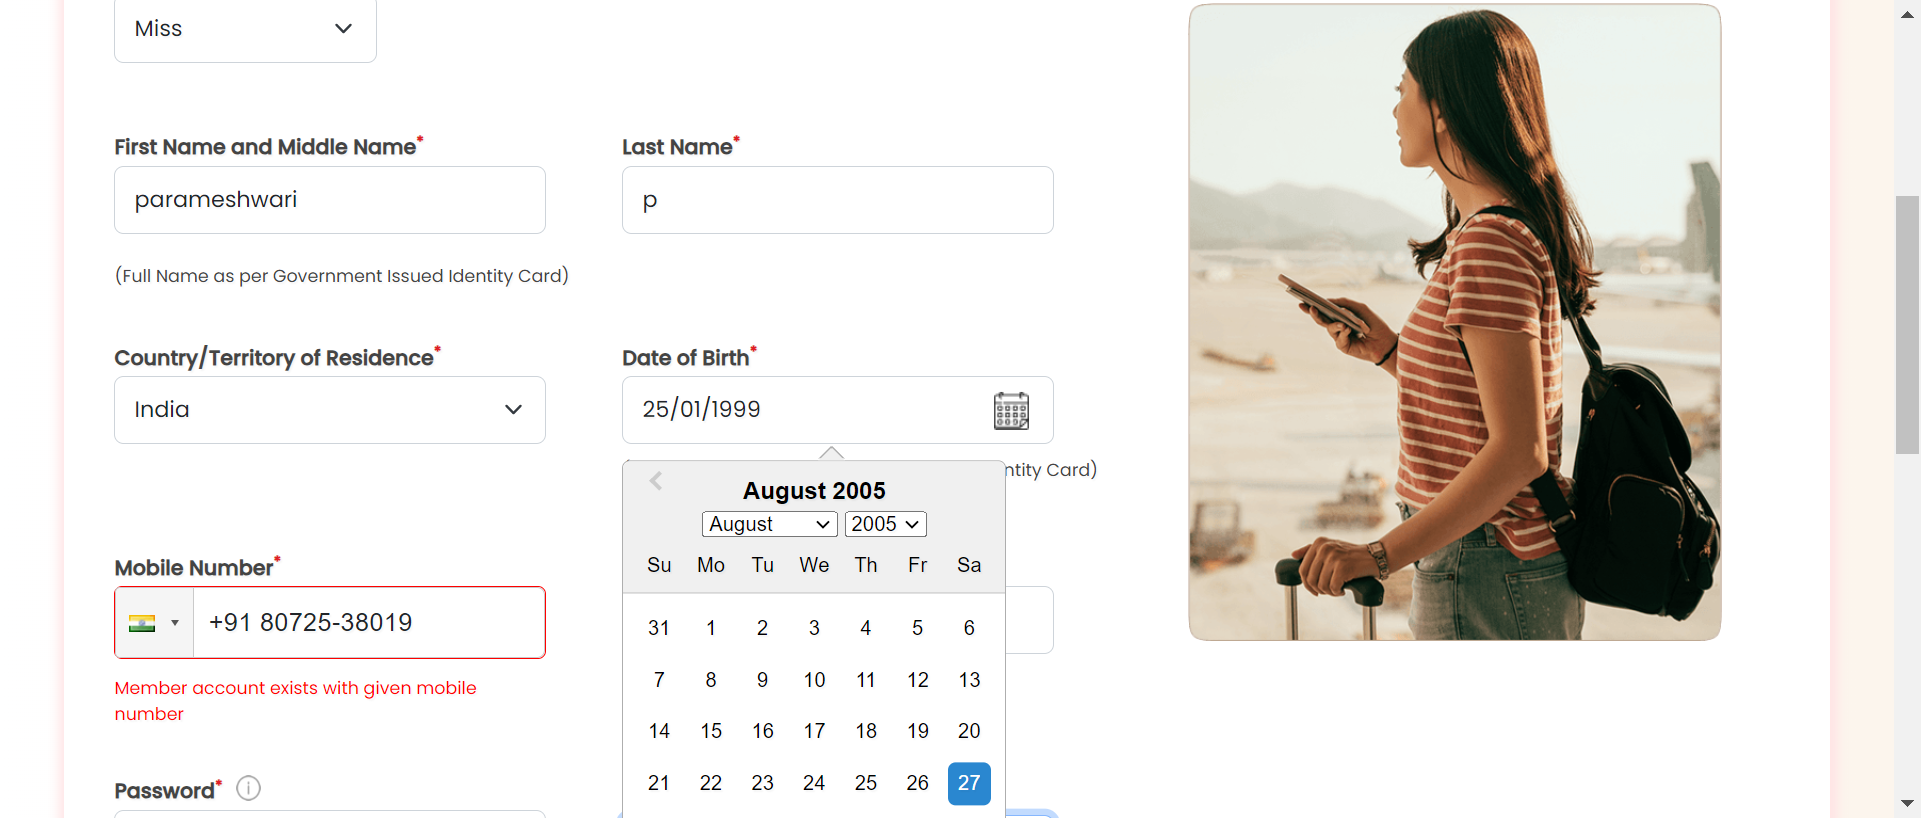 Miss
First Name and Middle Name* Last Name*
parameshwari p
(Full Name as per Government Issued Identity Card)
Country/Territory of Residence* Date of Birth*
India 25/01/1999
ntity Card)
August 2005
August 2005
Su Mo Tu We Th Fr Sa
31 1 2 3 4 5 6
7 8 9 10 11 12 13
14 15 16 17 18 19 20
21 22 23 24 25 26 27
Mobile Number*
+91 80725-38019
Member account exists with given mobile
number
Password* i